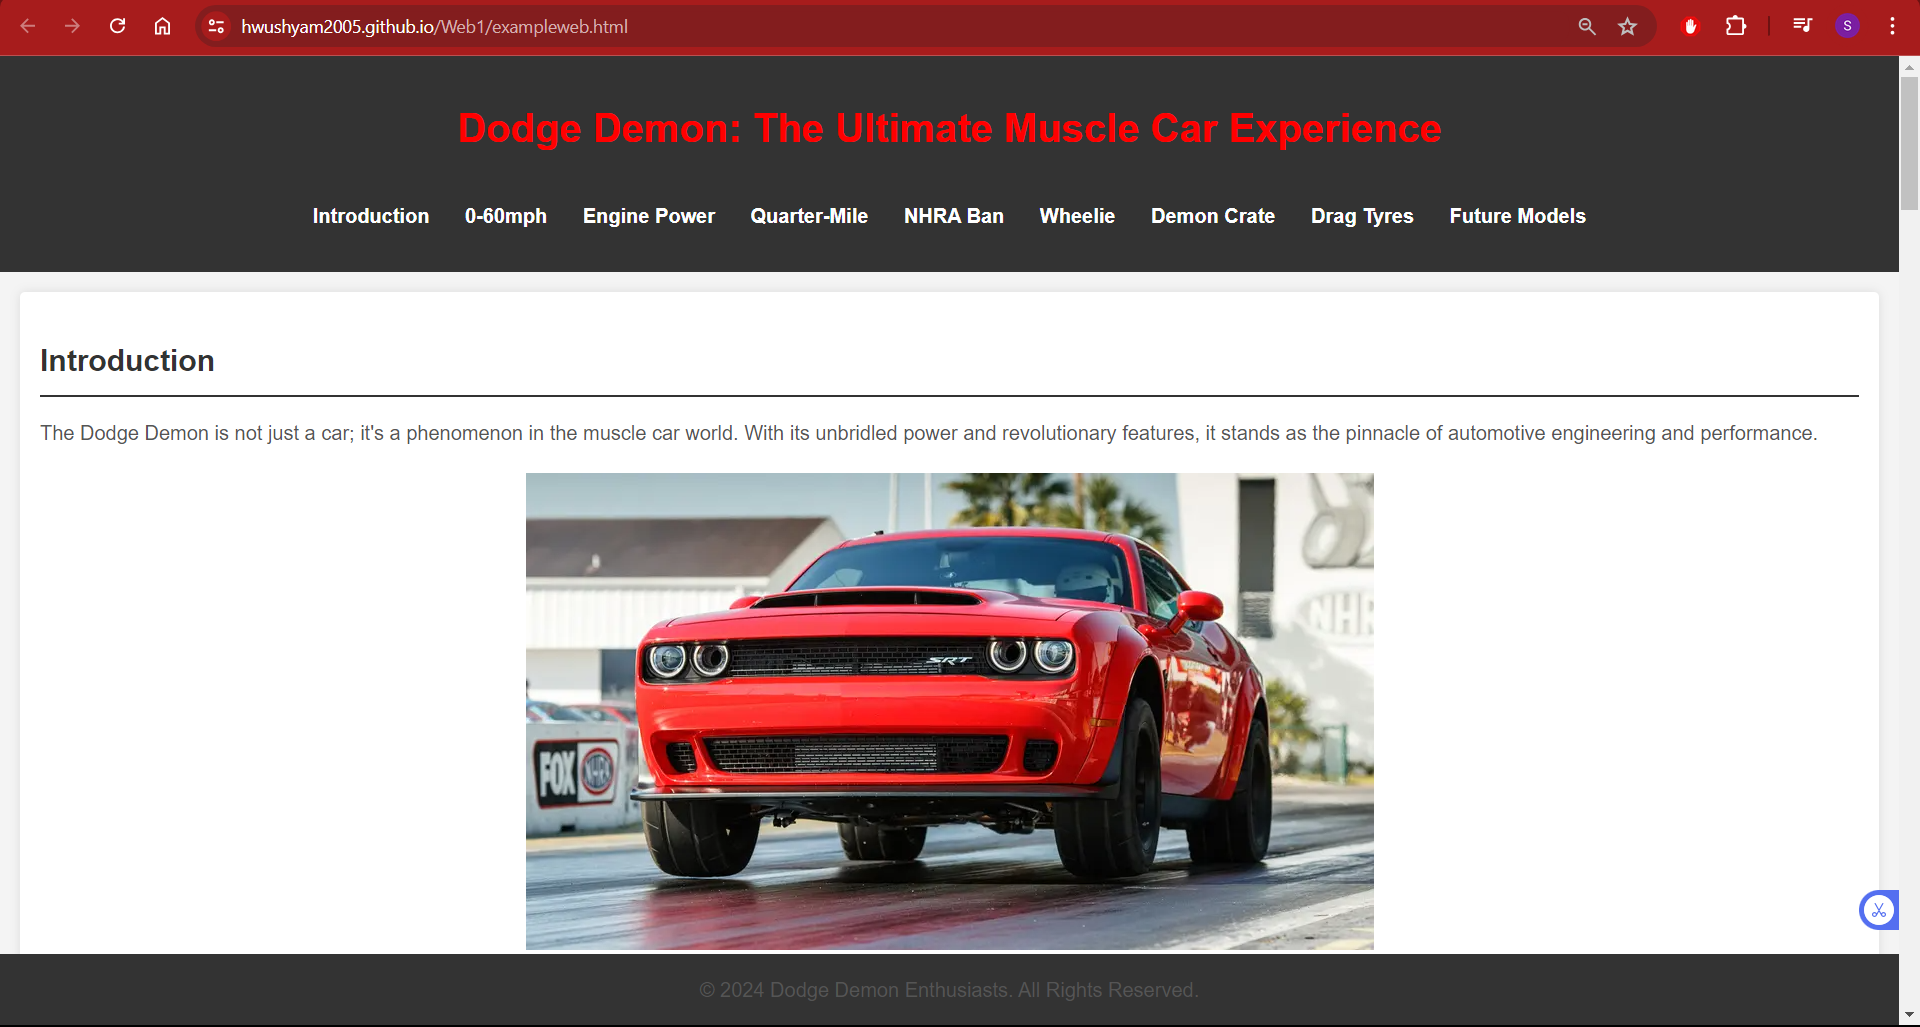 hwushyam2005.github.io/Web1/exampleweb.html
S
Dodge Demon: The Ultimate Muscle Car Experience
Introduction 0-60mph Engine Power Quarter-Mile NHRA Ban Wheelie Demon Crate Drag Tyres Future Models
Introduction
The Dodge Demon is not just a car; it's a phenomenon in the muscle car world. With its unbridled power and revolutionary features, it stands as the pinnacle of automotive engineering and performance.
NHR
SRT
FOX NHRA
© 2024 Dodge Demon Enthusiasts. All Rights Reserved.